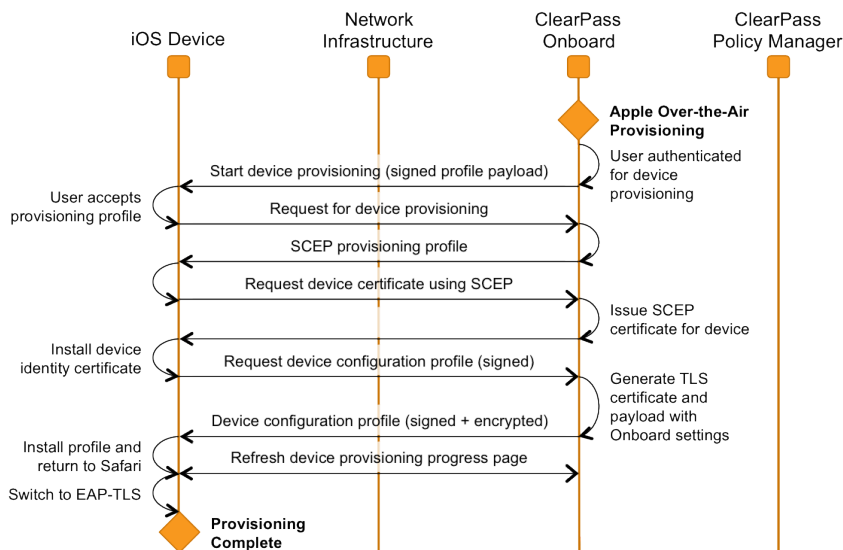 iOS Device
Network
Infrastructure
ClearPass
Onboard
ClearPass
Policy Manager
Apple Over-the-Air
Provisioning
User authenticated
for device
provisioning
Start device provisioning (signed profile payload)
User accepts
provisioning profile
Request for device provisioning
SCEP provisioning profile
Request device certificate using SCEP
Issue SCEP
certificate for device
Install device
identity certificate
Request device configuration profile (signed)
Generate TLS
certificate and
payload with
Onboard settings
Device configuration profile (signed + encrypted)
Install profile and
return to Safari
Refresh device provisioning progress page
Switch to EAP-TLS
Provisioning
Complete